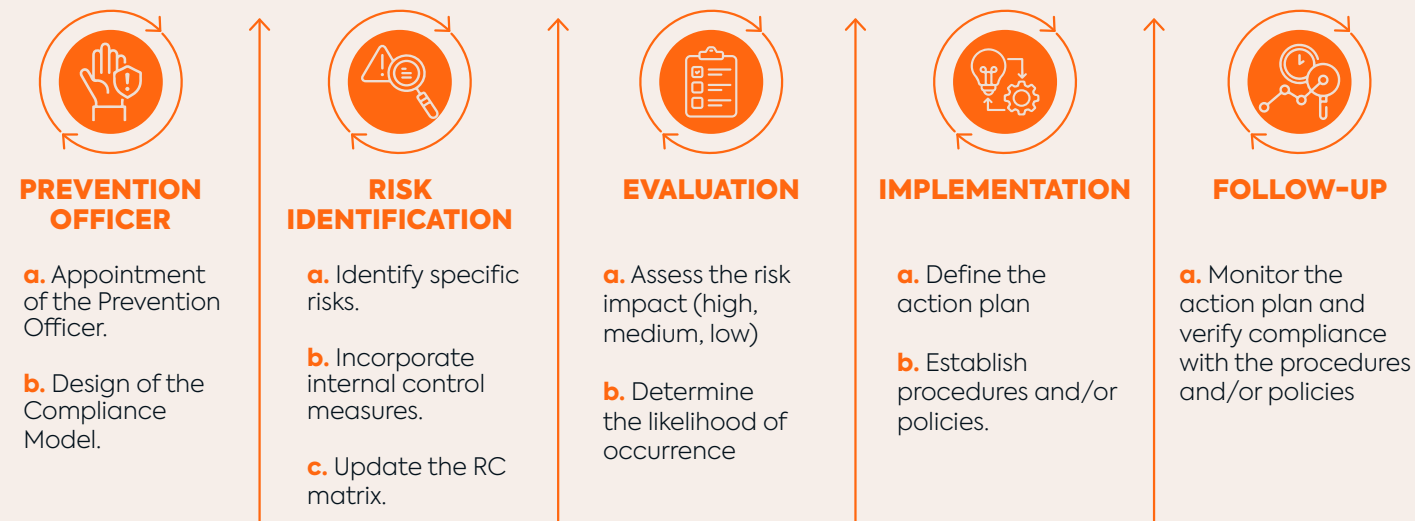 PREVENTION
OFFICER
a. Appointment
of the Prevention
Officer.
b. Design of the
Compliance
Model.
RISK
IDENTIFICATION
a. Identify specific
risks.
b. Incorporate
internal control
measures.
c. Update the RC
matrix.
EVALUATION
a. Assess the risk
impact (high,
medium, low)
b. Determine
the likelihood of
occurrence
IMPLEMENTATION
a. Define the
action plan
b. Establish
procedures and/or
policies.
FOLLOW-UP
a. Monitor the
action plan and
verify compliance
with the procedures
and/or policies